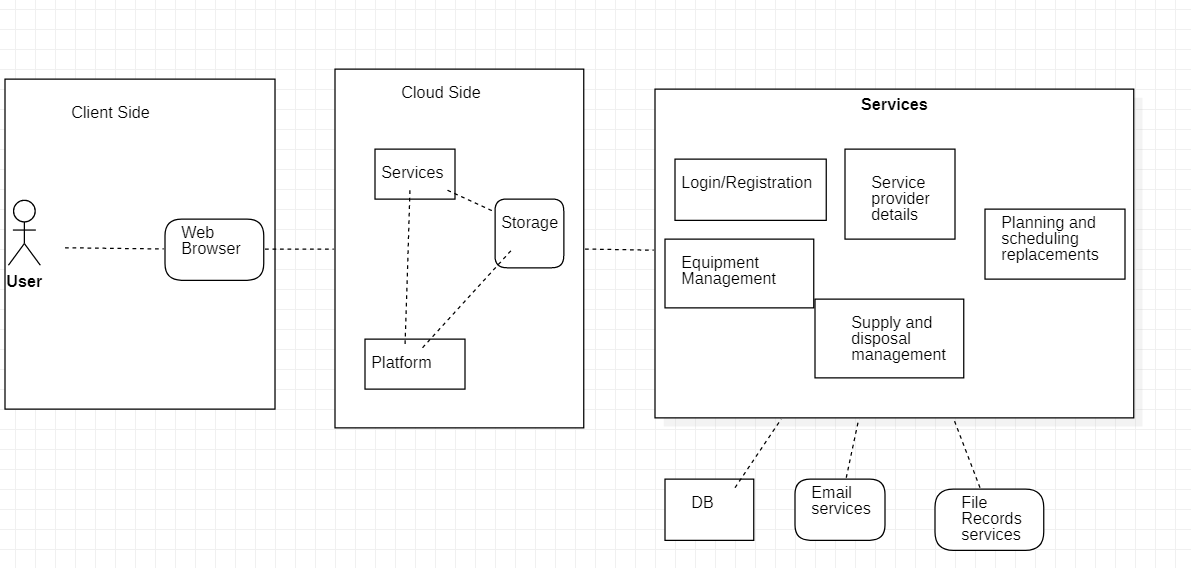 Client Side
Web
Browser
User
Cloud Side
Services
Storage
Platform
Services
Login/Registration
Service
provider
details
Planning and
scheduling
replacements
Equipment
Management
Supply and
disposal
management
DB
Email
services
File
Records
services